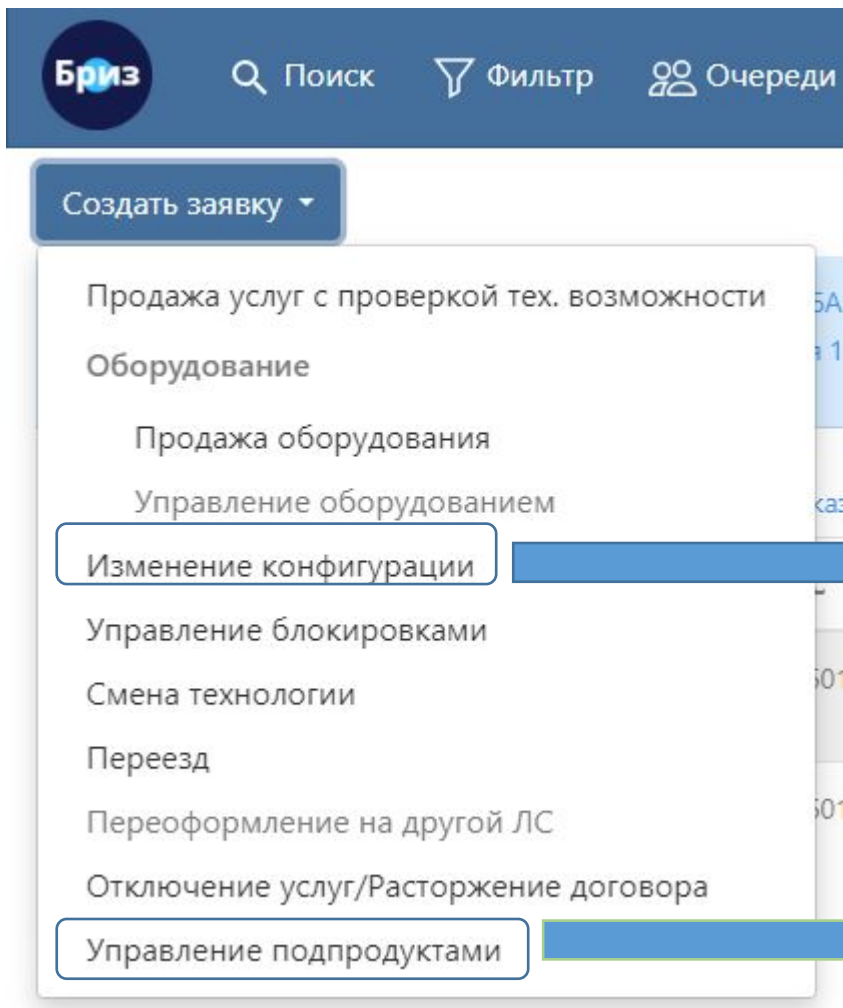 Бриз
Поиск
Фильтр
Очереди
Создать заявку
Продажа услуг с проверкой тех. возможности
Оборудование
Продажа оборудования
Управление оборудованием
Изменение конфигурации
Управление блокировками
Смена технологии
Переезд
Переоформление на другой ЛС
Отключение услуг/Расторжение договора
Управление подпродуктами